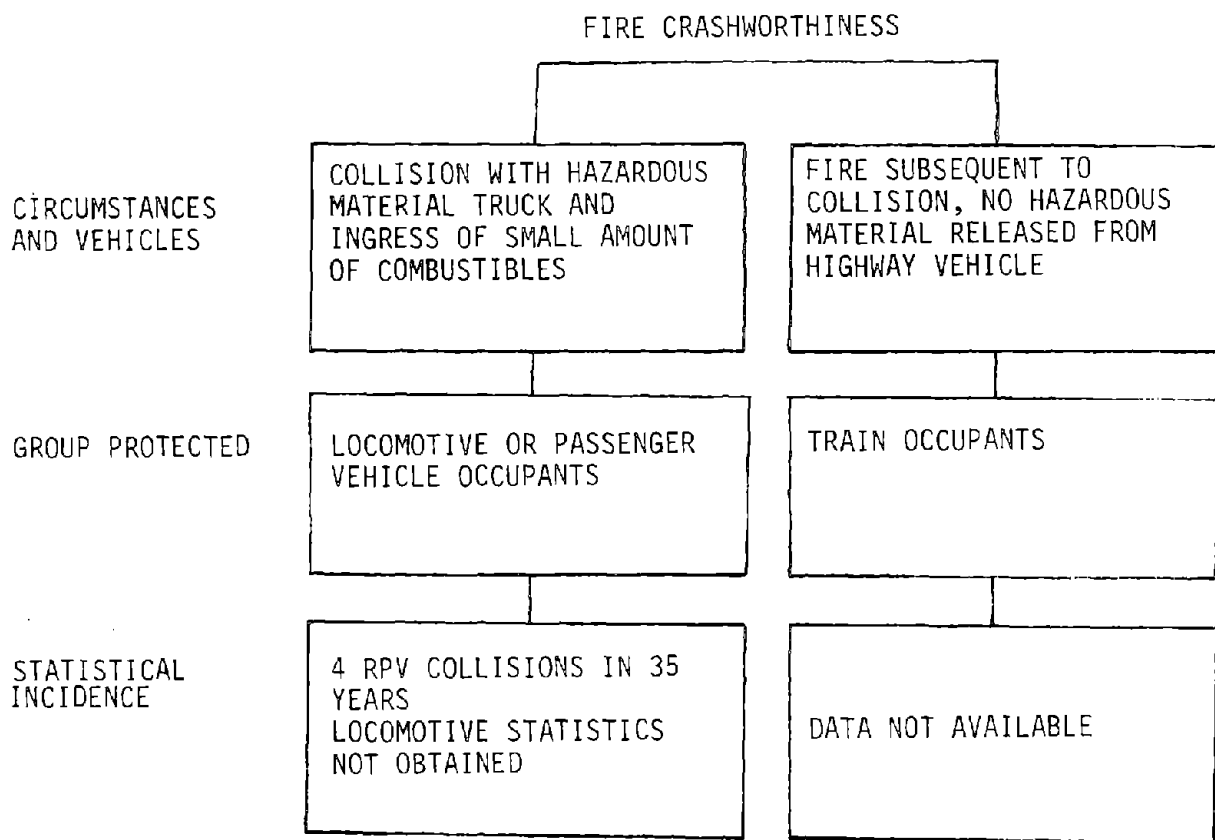 FIRE CRASHWORTHINESS
CIRCUMSTANCES
AND VEHICLES
COLLISION WITH HAZARDOUS
MATERIAL TRUCK AND
INGRESS OF SMALL AMOUNT
OF COMBUSTIBLES
FIRE SUBSEQUENT TO
COLLISION, NO HAZARDOUS
MATERIAL RELEASED FROM
HIGHWAY VEHICLE
GROUP PROTECTED
LOCOMOTIVE OR PASSENGER
VEHICLE OCCUPANTS
TRAIN OCCUPANTS
STATISTICAL
INCIDENCE
4 RPV COLLISIONS IN 35
YEARS
LOCOMOTIVE STATISTICS
NOT OBTAINED
DATA NOT AVAILABLE